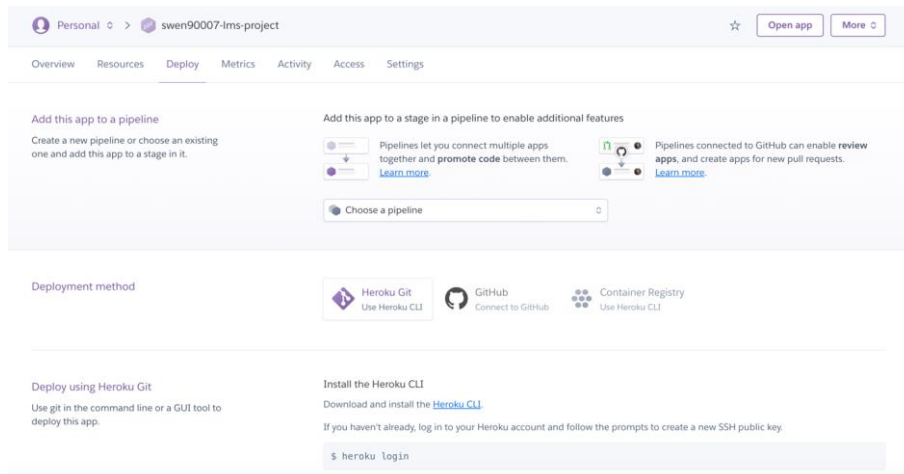 Personal > swen90007-lms-project
Open app
More
Overview Resources Deploy Metrics Activity Access Settings
Add this app to a pipeline
Create a new pipeline or choose an existing
one and add this app to a stage in it.
Add this app to a stage in a pipeline to enable additional features
Pipelines let you connect multiple apps
together and promote code between them.
Learn more.
Pipelines connected to GitHub can enable review
apps, and create apps for new pull requests.
Learn more.
Choose a pipeline
Deployment method
Heroku Git
Use Heroku CLI
GitHub
Connect to GitHub
Container Registry
Use Heroku CLI
Deploy using Heroku Git
Use git in the command line or a GUI tool to
deploy this app.
Install the Heroku CLI
Download and install the Heroku CLI.
If you haven't already, log in to your Heroku account and follow the prompts to create a new SSH public key.
$ heroku login